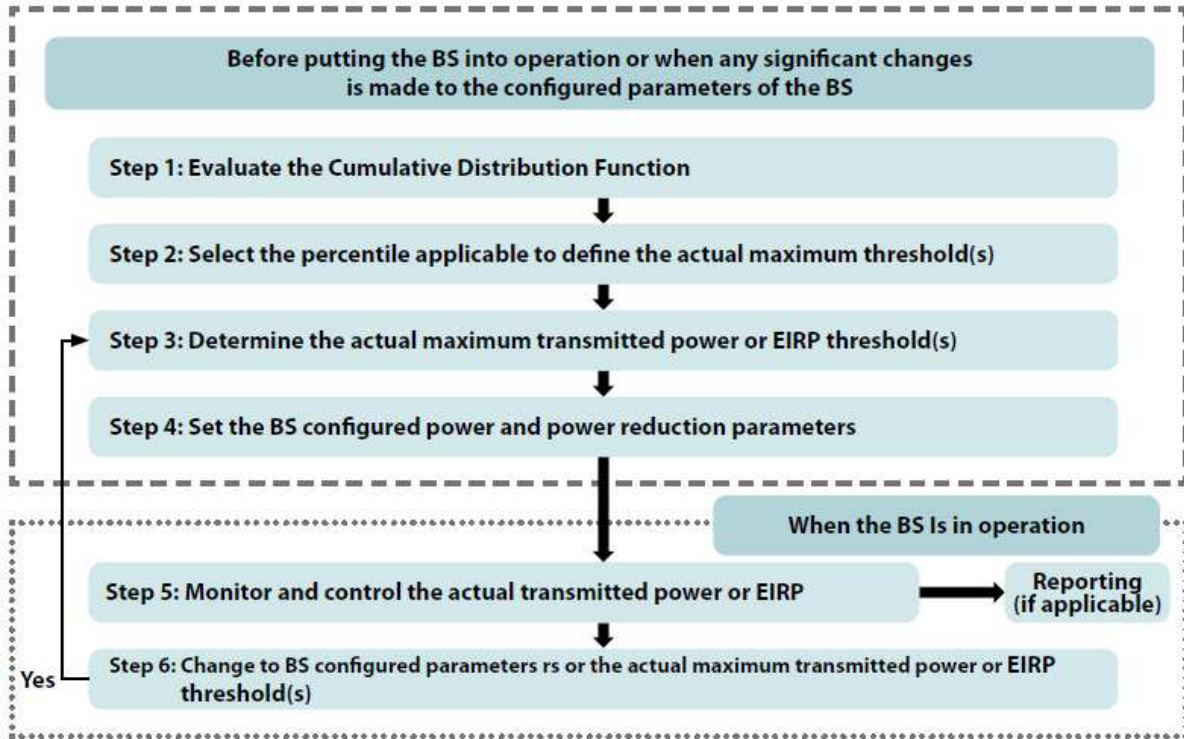 Before putting the BS into operation or when any significant changes
is made to the configured parameters of the BS
Step 1: Evaluate the Cumulative Distribution Function
Step 2: Select the percentile applicable to define the actual maximum threshold(s)
Step 3: Determine the actual maximum transmitted power or EIRP threshold(s)
Step 4: Set the BS configured power and power reduction parameters
When the BS Is in operation
Step 5: Monitor and control the actual transmitted power or EIRP
Reporting
(if applicable)
Step 6: Change to BS configured parameters rs or the actual maximum transmitted power or EIRP
threshold(s)
Yes